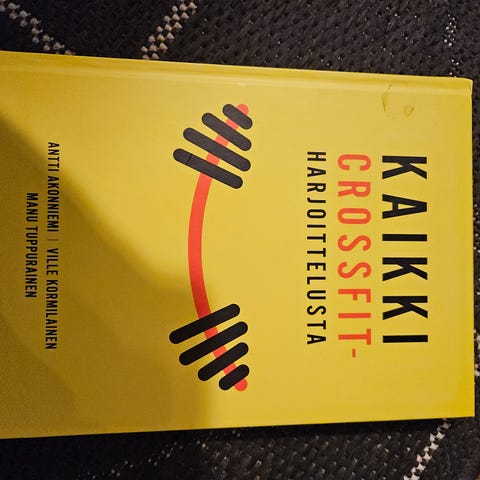 KAIKKI
CROSSFIT-
HARJOITTELUSTA
ANTTI AKONNIEMI | VILLE KORMILAINEN
MANU TUPPURAINEN